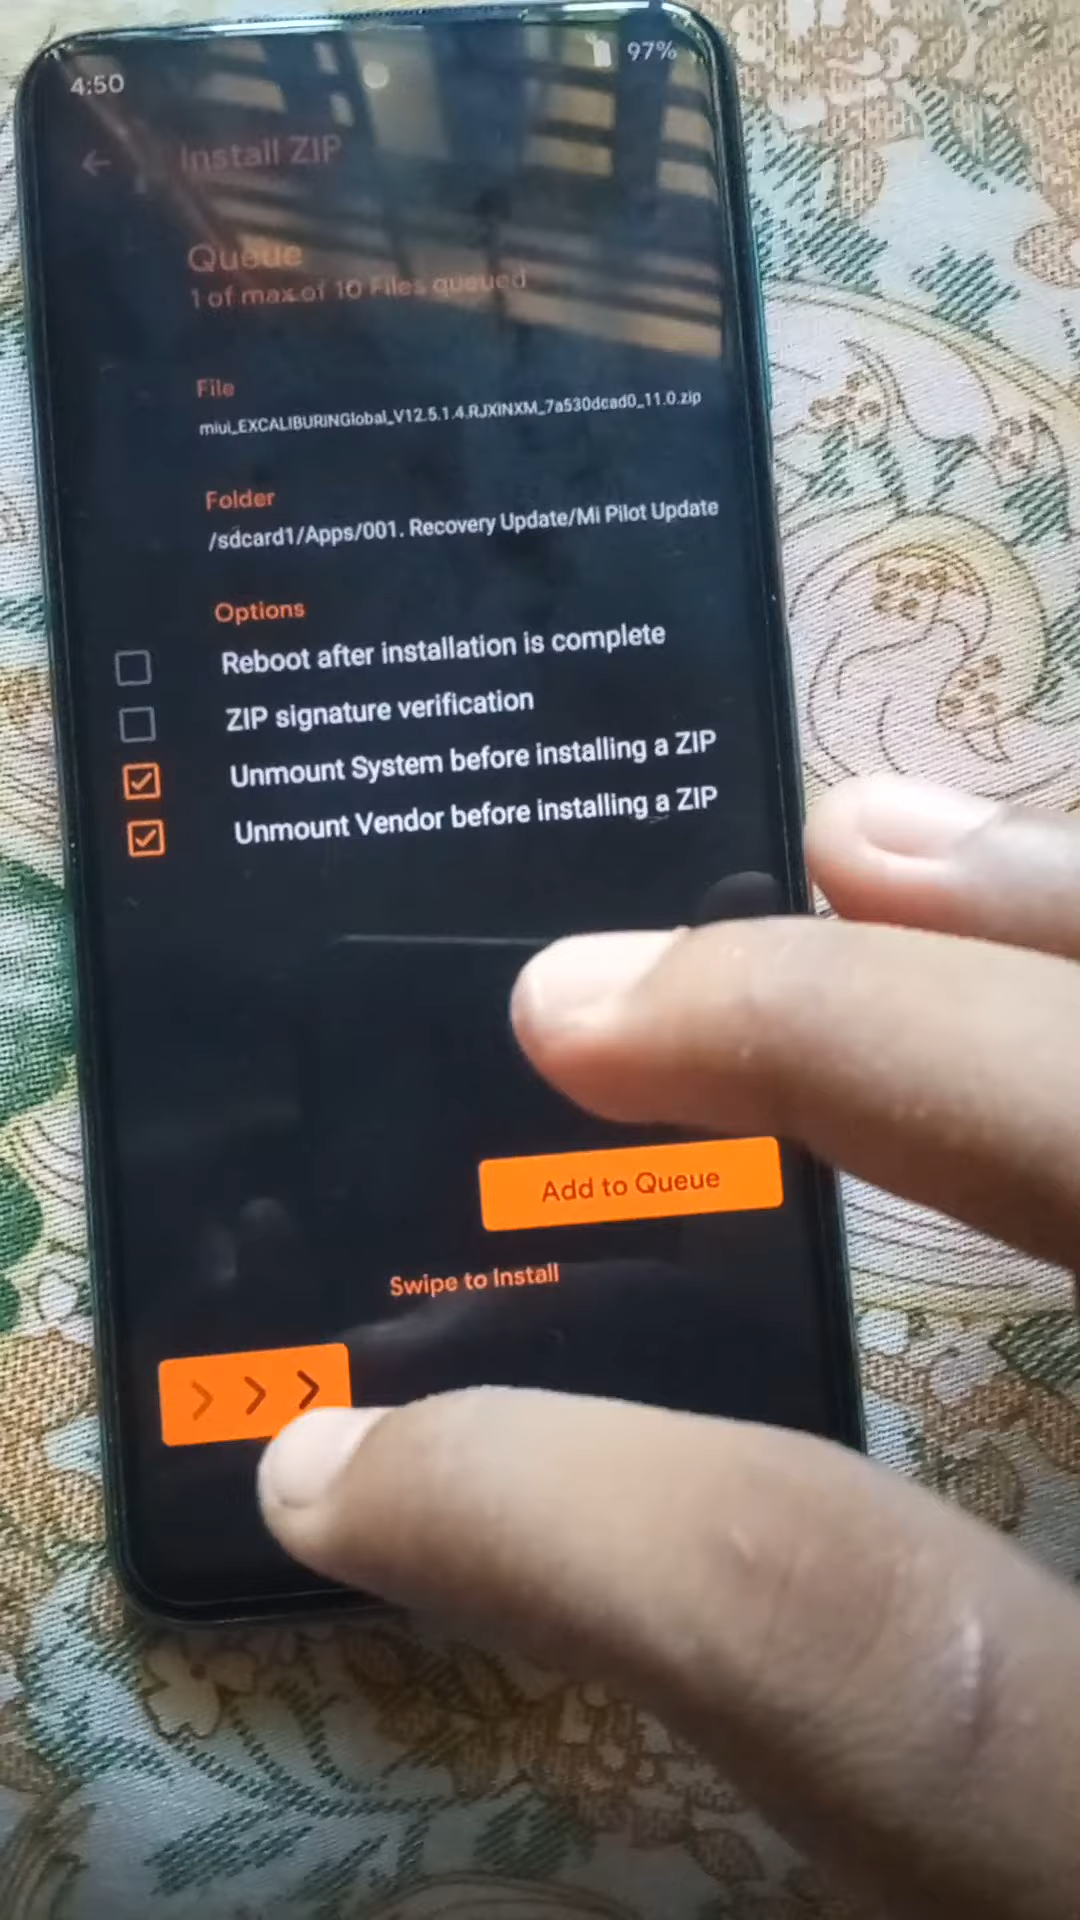 4:50
97%
Install ZIP
Queue
1 of max of 10 Files queued
File
miui_EXCALIBURINGlobal_V12.5.1.4.RJXINXM_7a530dcad0_11.0.zip
Folder
/sdcard1/Apps/001. Recovery Update/Mi Pilot Update
Options
Reboot after installation is complete
ZIP signature verification
Unmount System before installing a ZIP
Unmount Vendor before installing a ZIP
Add to Queue
Swipe to Install